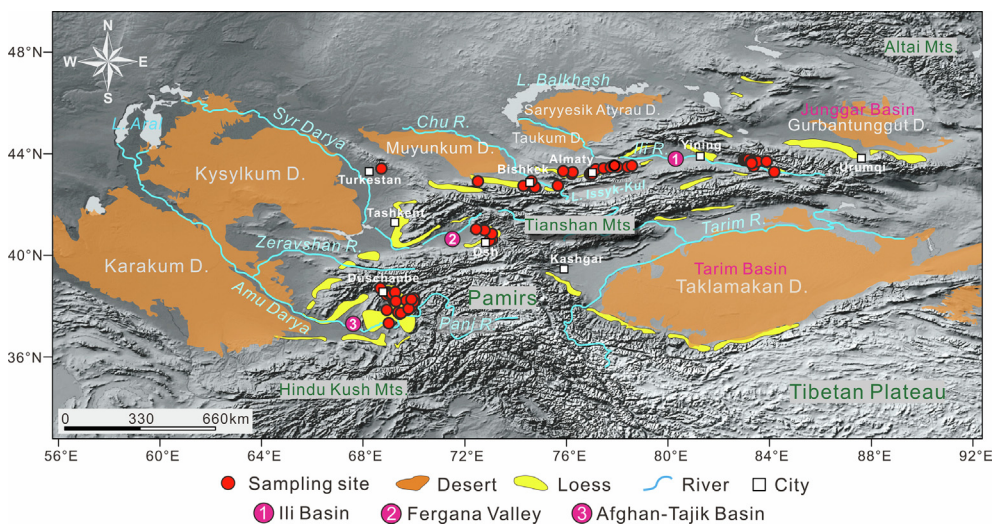 N
W E
S
48°N
44°N
40°N
36°N
Altai Mts
L. Balkhash
Saryyesik Atyrau D.
Junggar Basin
Gurbantunggut D.
L. Aral
Syr Darya
Chu R.
Taukum D.
Muyunkum D.
Ili R.
Yining
1
Almaty
Bishkek
Urumqi
Kysylkum D.
Turkestan
L. Issyk-Kul
Tashkent
Tianshan Mts.
Tarim R.
2
Zeravshan R.
Osh
Kashgar
Karakum D.
Tarim Basin
Taklamakan D.
Duschanbe
Amu Darya
Pamirs
3
Panj R.
Hindu Kush Mts.
Tibetan Plateau
0 330 660km
56°E 60°E 64°E 68°E 72°E 76°E 80°E 84°E 88°E 92°E
Sampling site Desert Loess River City
1 Ili Basin 2 Fergana Valley 3 Afghan-Tajik Basin